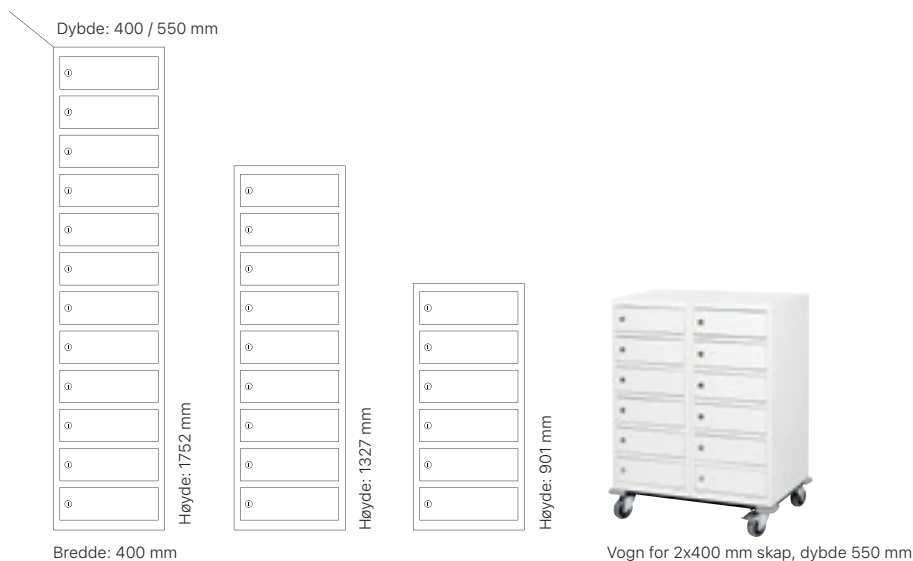 Dybde: 400 / 550 mm
Høyde: 1752 mm
Høyde: 1327 mm
Høyde: 901 mm
Bredde: 400 mm
Vogn for 2x400 mm skap, dybde 550 mm